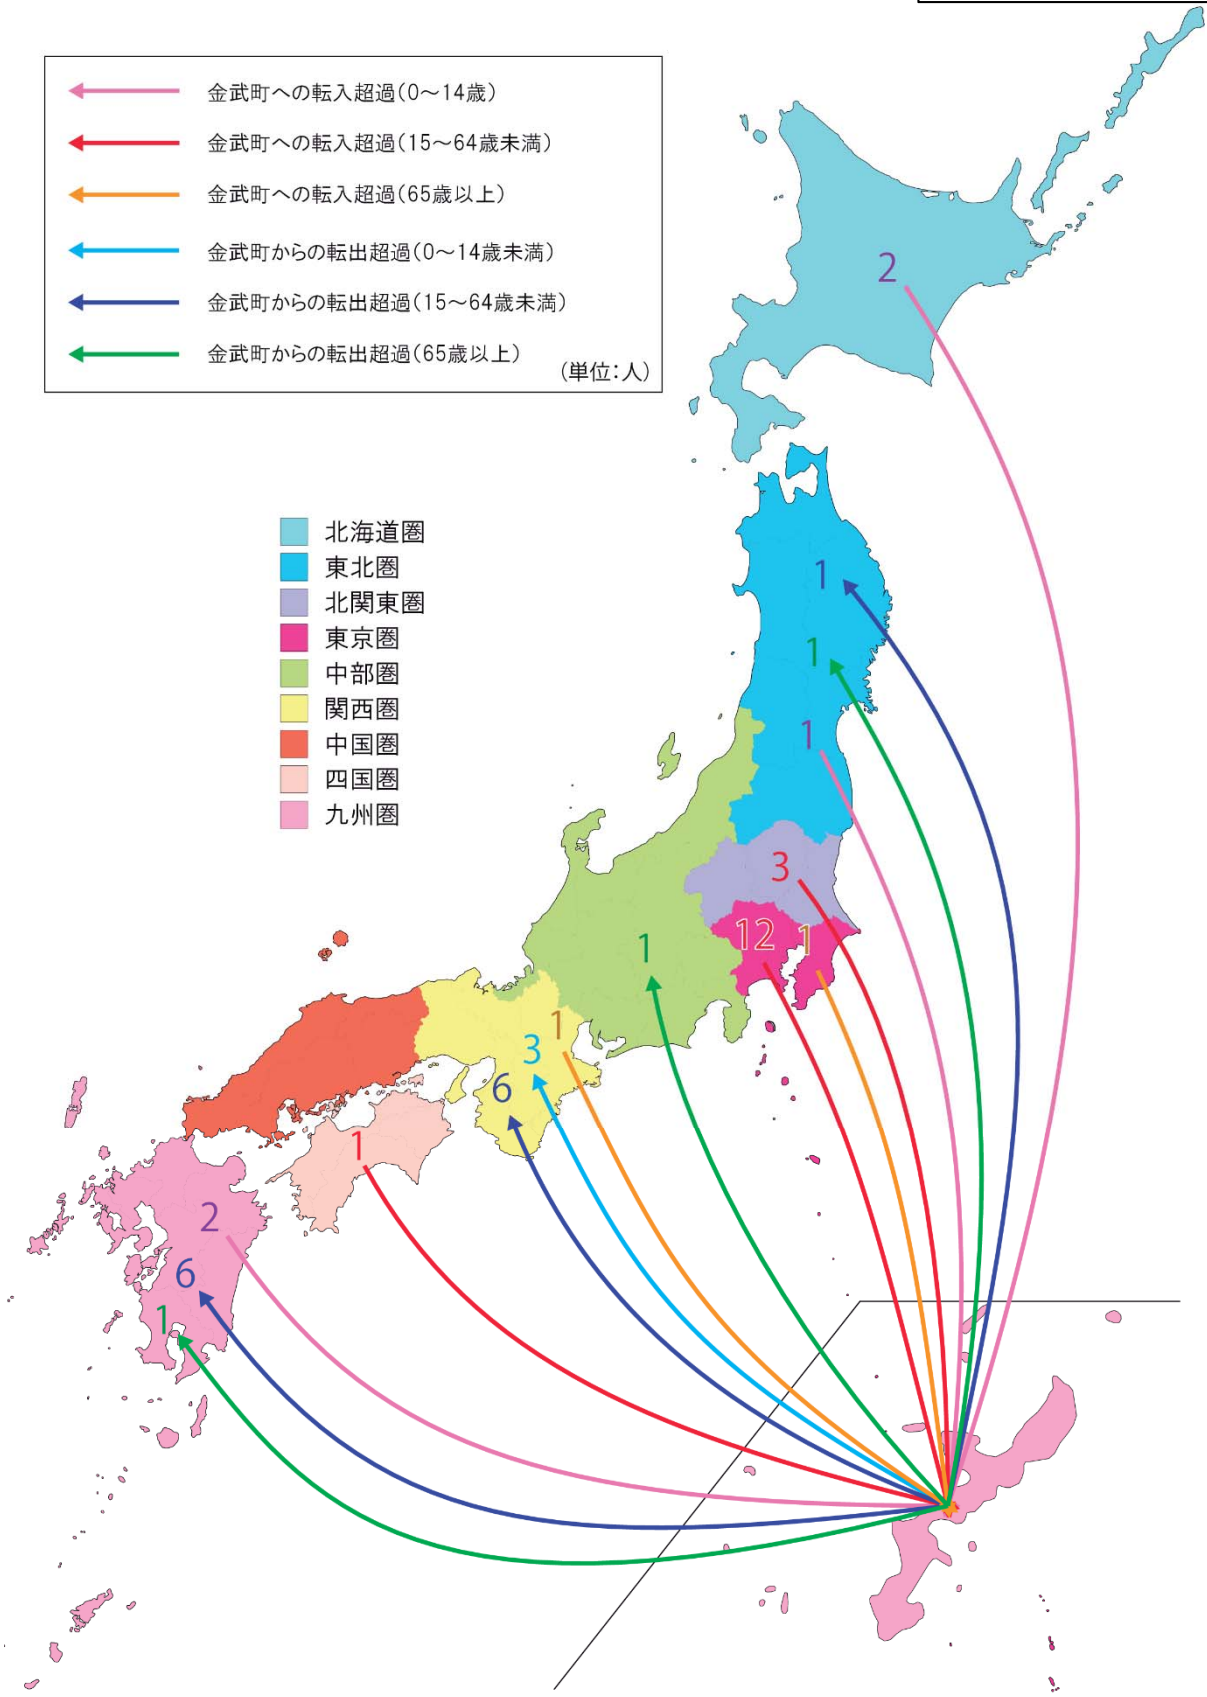 金武町への転入超過(0～14歳)
金武町への転入超過(15～64歳未満)
金武町への転入超過(65歳以上)
金武町からの転出超過(0～14歳未満)
金武町からの転出超過(15～64歳未満)
金武町からの転出超過(65歳以上)
(単位:人)
2
北海道圏
東北圏
北関東圏
東京圏
中部圏
関西圏
中国圏
四国圏
九州圏
1
1
1
3
12
1
1
1
3
6
1
2
6
1